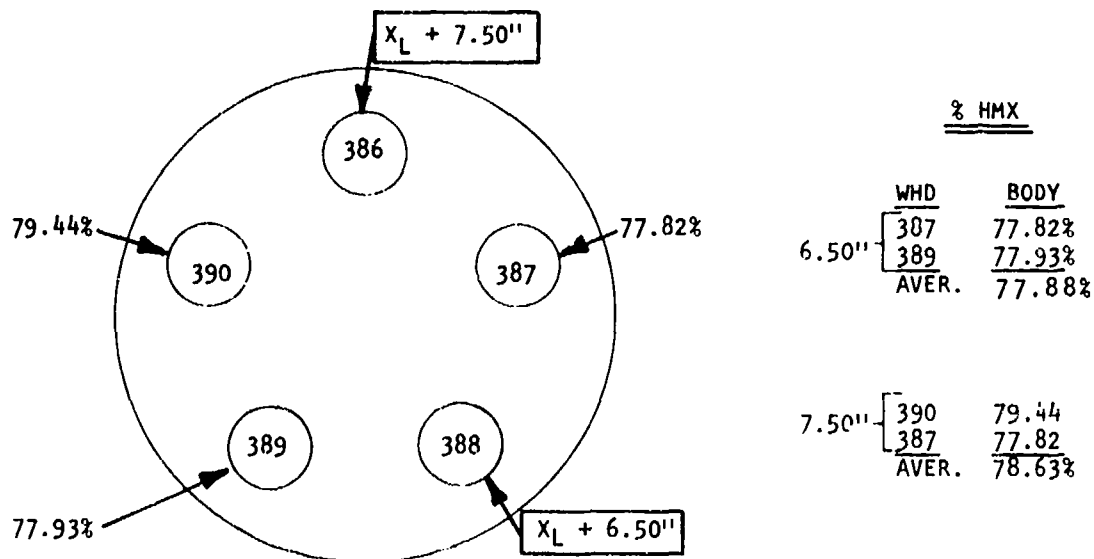 X_L + 7.50"
386
79.44%
390
77.82%
387
389
388
77.93%
X_L + 6.50"
% HMX
WHD BODY
6.50" 387 77.82%
389 77.93%
AVER. 77.88%
7.50" 390 79.44
387 77.82
AVER. 78.63%